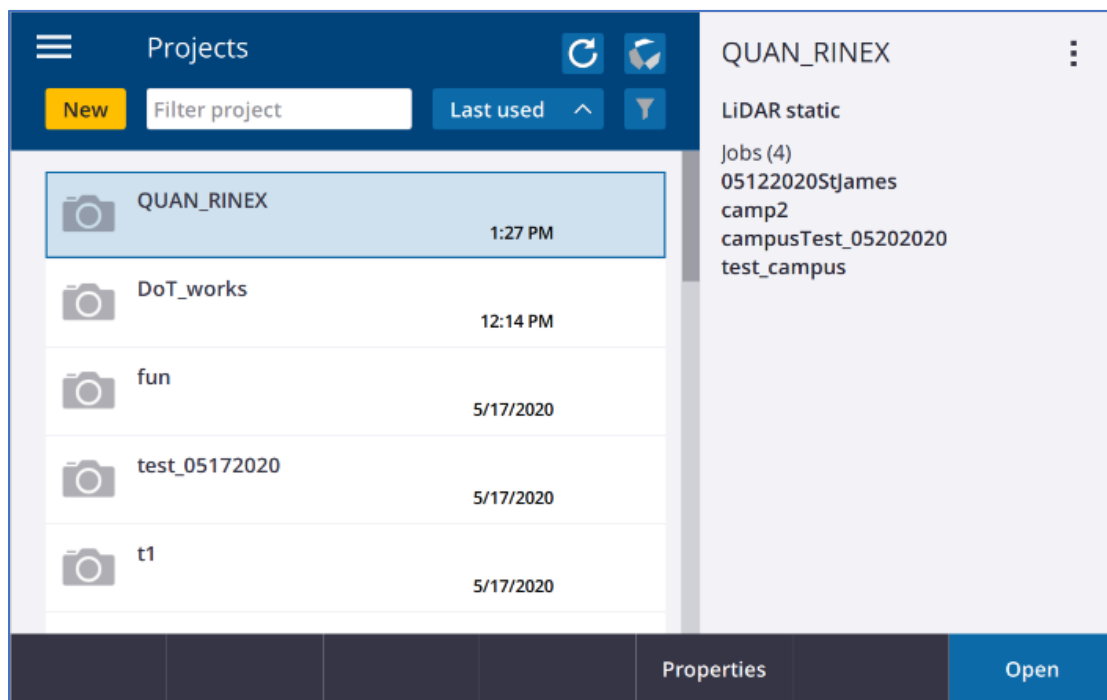 Projects
New
Filter project
Last used
QUAN_RINEX
1:27 PM
DoT_works
12:14 PM
fun
5/17/2020
test_05172020
5/17/2020
t1
5/17/2020
QUAN_RINEX
LiDAR static
Jobs (4)
05122020StJames
camp2
campusTest_05202020
test_campus
Properties
Open